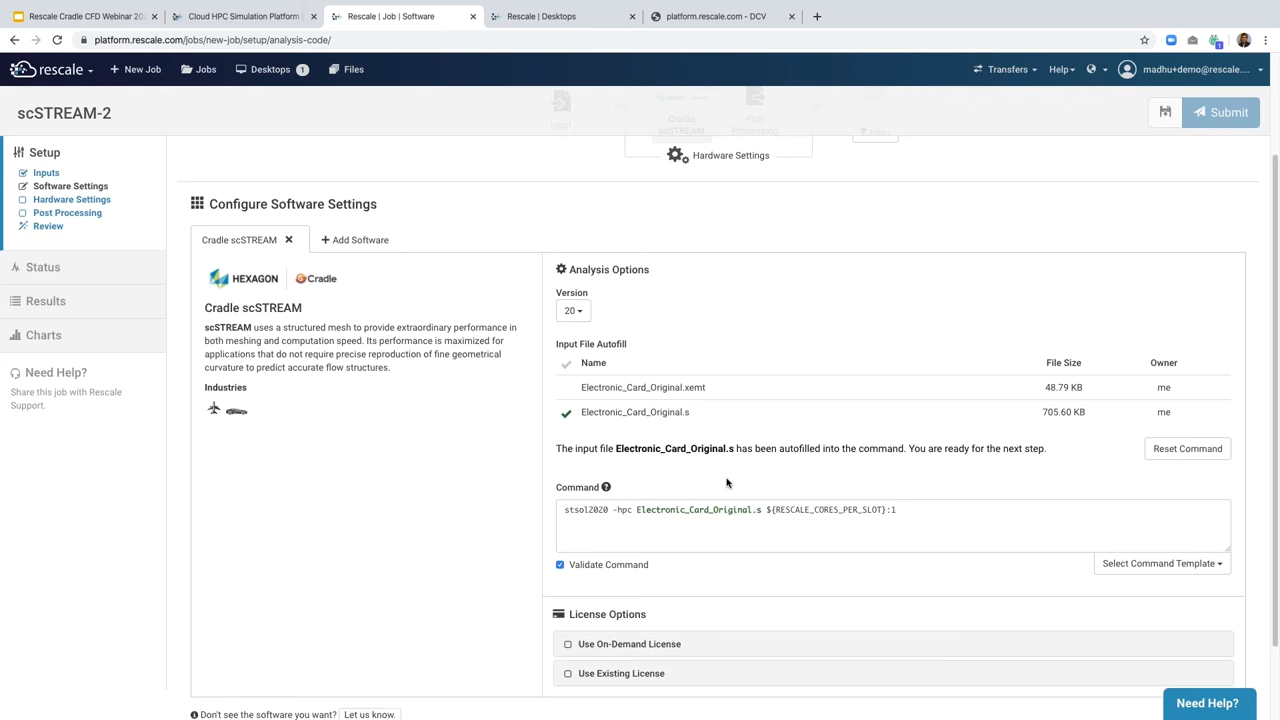 Rescale Cradle CFD Webinar 202
Cloud HPC Simulation Platform
Rescale | Job | Software
Rescale | Desktops
platform.rescale.com - DCV
platform.rescale.com/jobs/new-job/setup/analysis-code/
1
rescale
New Job
Jobs
Desktops 1
Files
Transfers
Help
madhu+demo@rescale....
scSTREAM-2
Submit
Input
Cradle scSTREAM
Post Processing
Filters
Hardware Settings
Setup
Inputs
Software Settings
Hardware Settings
Post Processing
Review
Status
Results
Charts
Need Help?
Share this job with Rescale
Support.
Configure Software Settings
Cradle scSTREAM
Add Software
HEXAGON Cradle
Cradle scSTREAM
scSTREAM uses a structured mesh to provide extraordinary performance in
both meshing and computation speed. Its performance is maximized for
applications that do not require precise reproduction of fine geometrical
curvature to predict accurate flow structures.
Industries
Analysis Options
Version
20
Input File Autofill
Name File Size Owner
Electronic_Card_Original.xemt 48.79 KB me
Electronic_Card_Original.s 705.60 KB me
The input file Electronic_Card_Original.s has been autofilled into the command. You are ready for the next step.
Reset Command
Command
stsol2020 -hpc Electronic_Card_Original.s ${RESCALE_CORES_PER_SLOT}:1
Validate Command
Select Command Template
License Options
Use On-Demand License
Use Existing License
Don't see the software you want? Let us know.
Need Help?